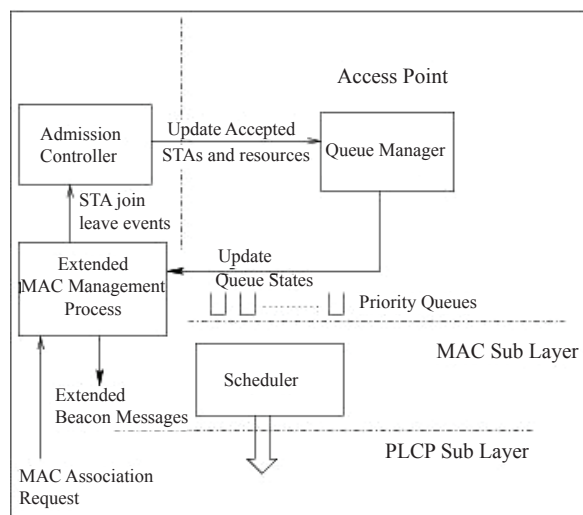 Access Point
Admission
Controller
Update Accepted
STAs and resources
Queue Manager
STA join
leave events
Extended
MAC Management
Process
Update
Queue States
Priority Queues
MAC Sub Layer
Scheduler
Extended
Beacon Messages
PLCP Sub Layer
MAC Association
Request